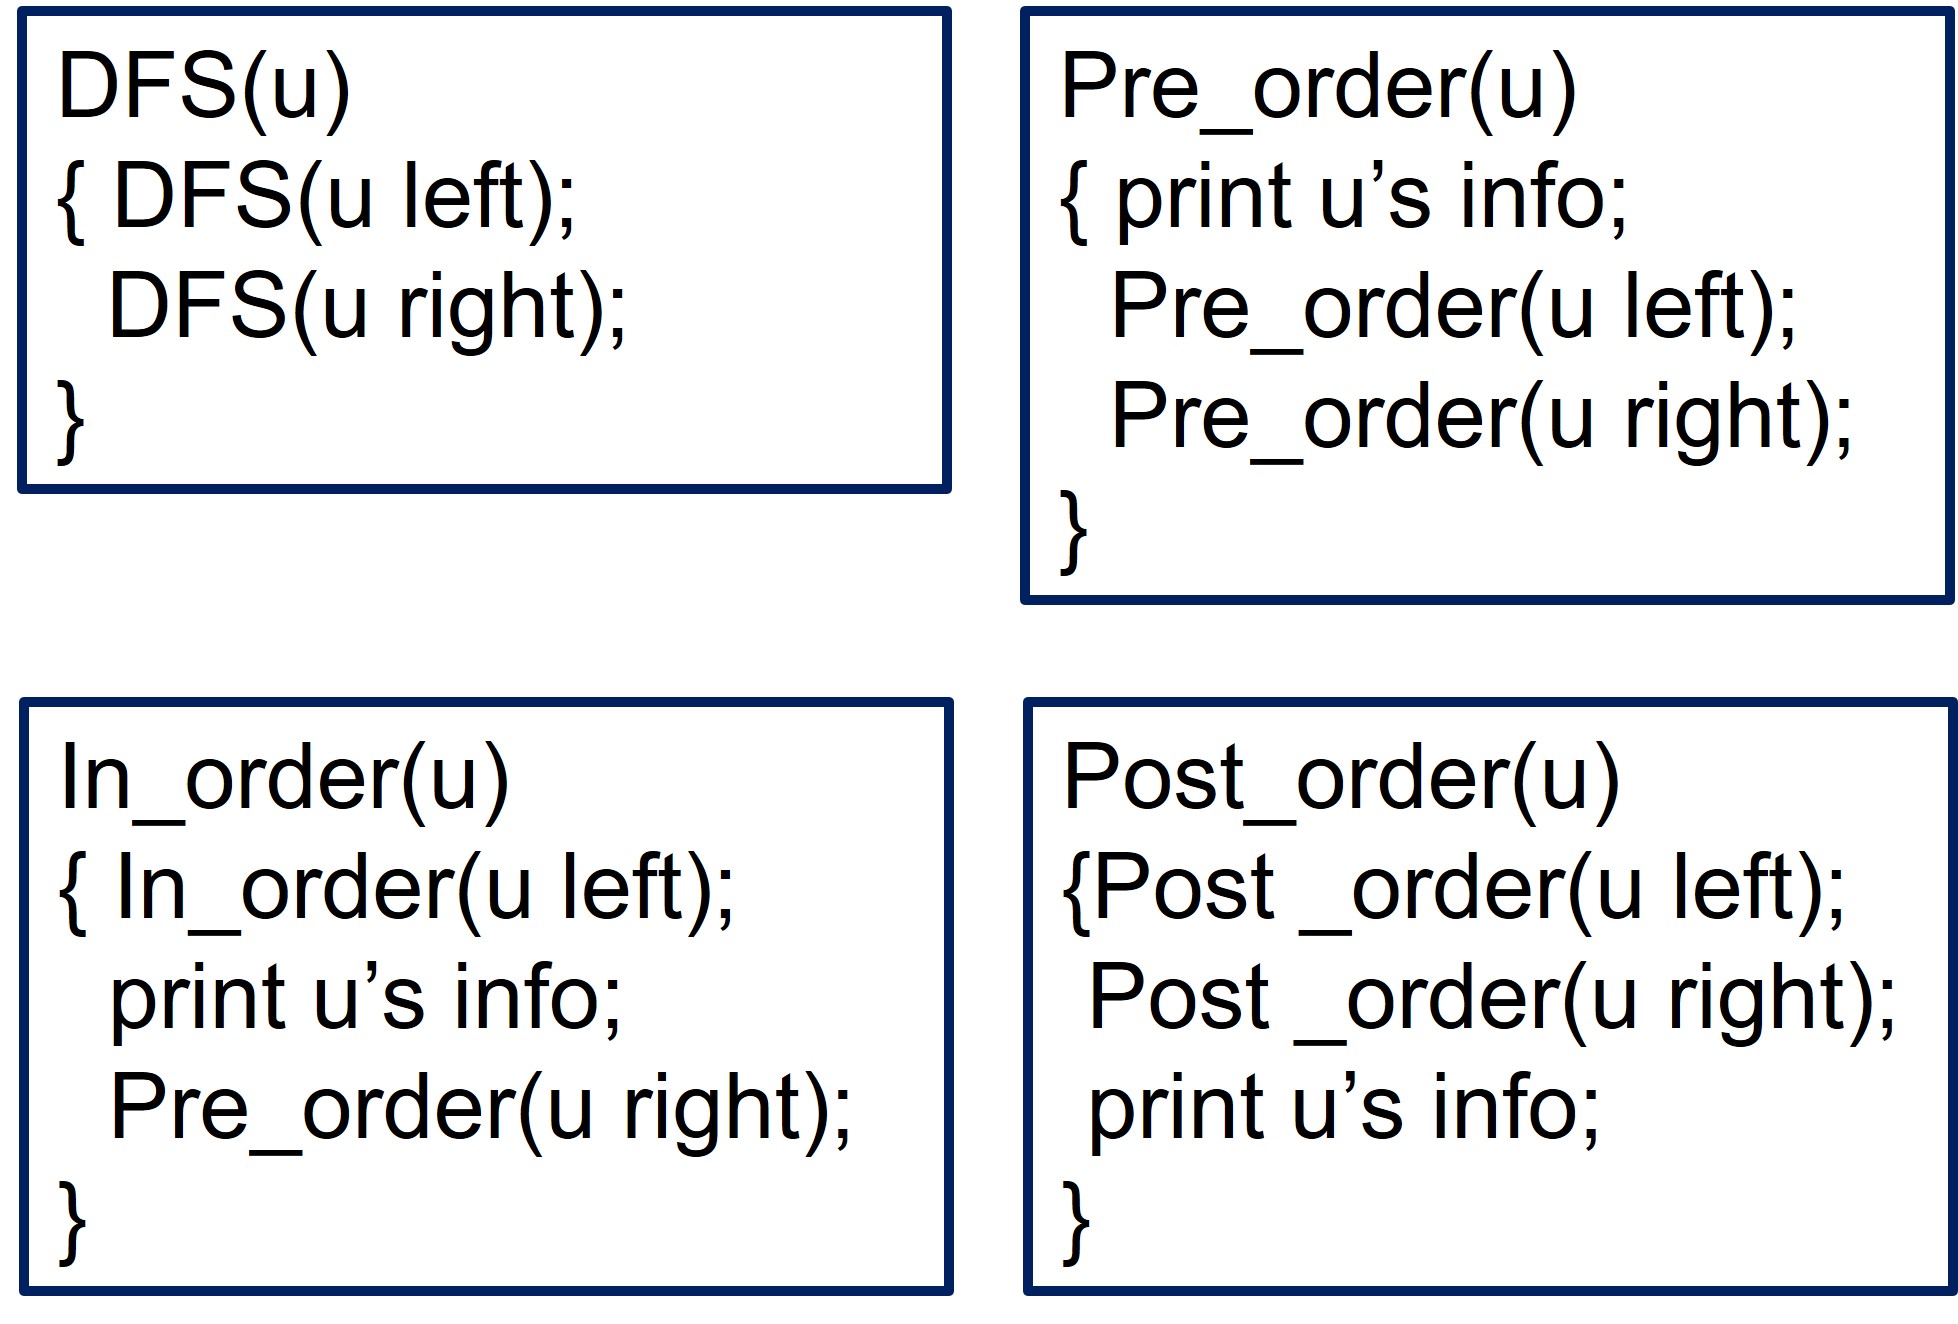 DFS(u)
{ DFS(u left);
DFS(u right);
}
Pre_order(u)
{ print u’s info;
Pre_order(u left);
Pre_order(u right);
}
In_order(u)
{ In_order(u left);
print u’s info;
Pre_order(u right);
}
Post_order(u)
{Post _order(u left);
Post _order(u right);
print u’s info;
}